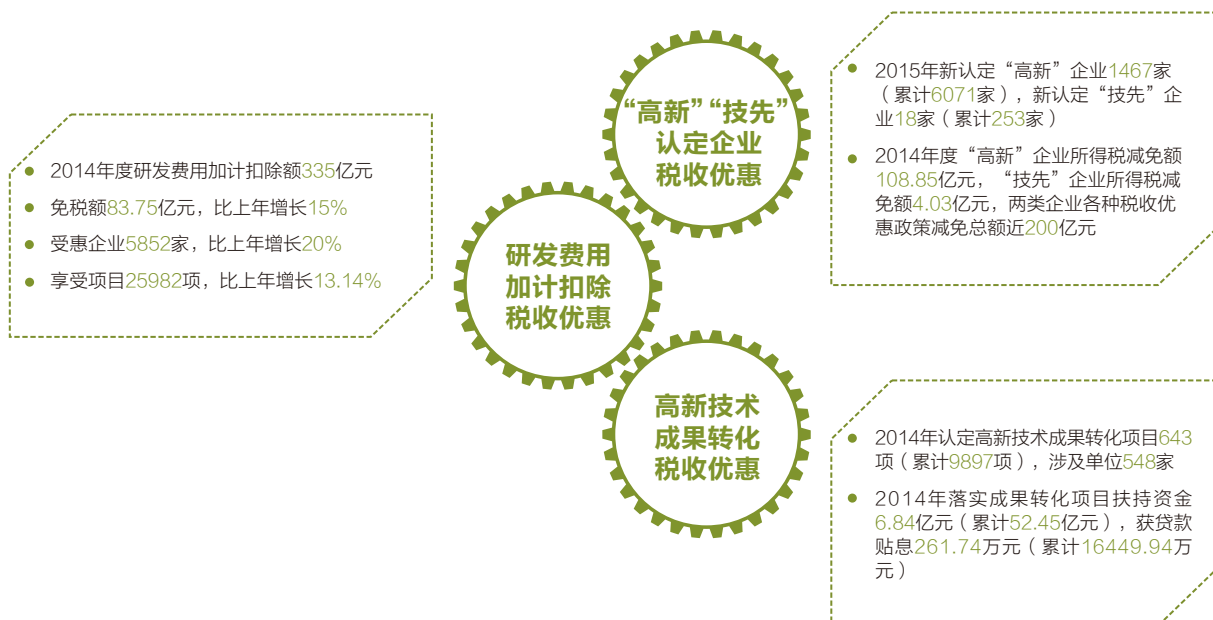 2014年度研发费用加计扣除额335亿元
免税额83.75亿元，比上年增长15%
受惠企业5852家，比上年增长20%
享受项目25982项，比上年增长13.14%
研发费用
加计扣除
税收优惠
“高新”“技先”
认定企业
税收优惠
2015年新认定“高新”企业1467家
（累计6071家），新认定“技先”企
业18家（累计253家）
2014年度“高新”企业所得税减免额
108.85亿元，“技先”企业所得税减
免额4.03亿元，两类企业各种税收优
惠政策减免总额近200亿元
高新技术
成果转化
税收优惠
2014年认定高新技术成果转化项目643
项（累计9897项），涉及单位548家
2014年落实成果转化项目扶持资金
6.84亿元（累计52.45亿元），获贷款
贴息261.74万元（累计16449.94万
元）